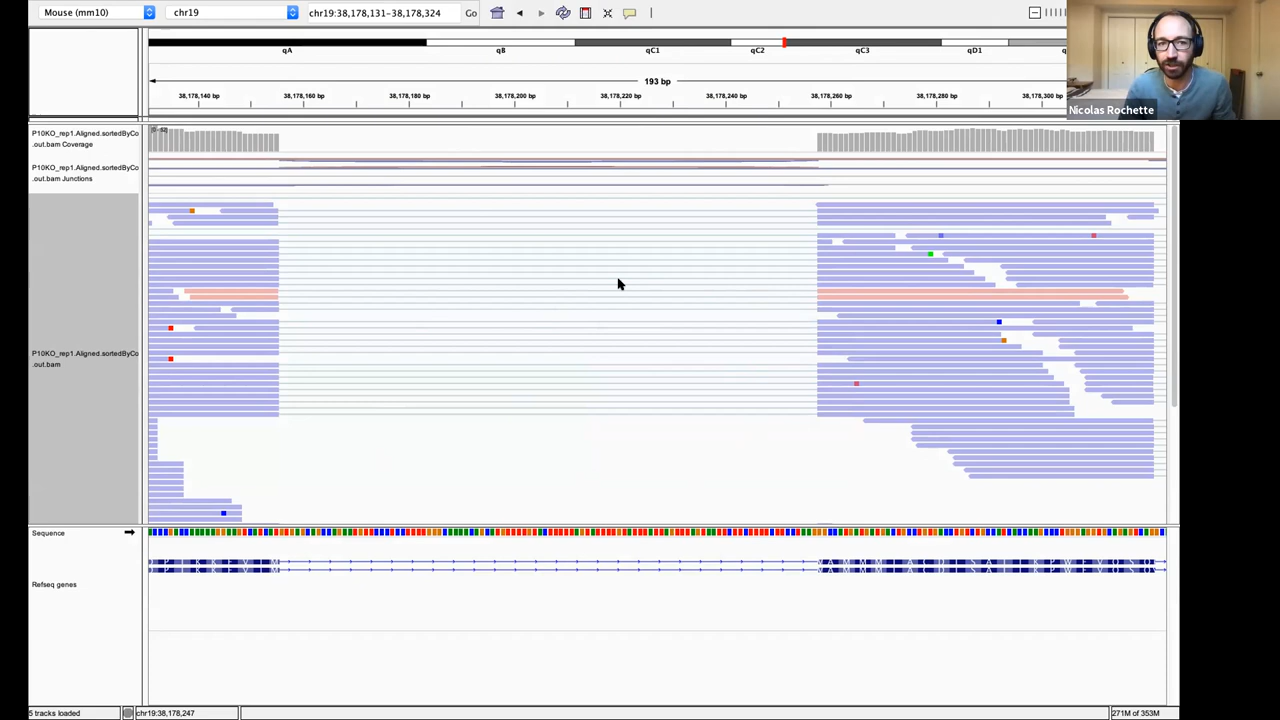 Mouse (mm10)
chr19
chr19:38,178,131-38,178,324
Go
qA
qB
qC1
qC2
qC3
qD1
193 bp
38,178,140 bp
38,178,160 bp
38,178,180 bp
38,178,200 bp
38,178,220 bp
38,178,240 bp
38,178,260 bp
38,178,280 bp
38,178,300 bp
Nicolas Rochette
P10KO_rep1.Aligned.sortedByCo
.out.bam Coverage
P10KO_rep1.Aligned.sortedByCo
.out.bam Junctions
P10KO_rep1.Aligned.sortedByCo
.out.bam
Sequence
Refseq genes
5 tracks loaded
chr19:38,178,247
271M of 353M